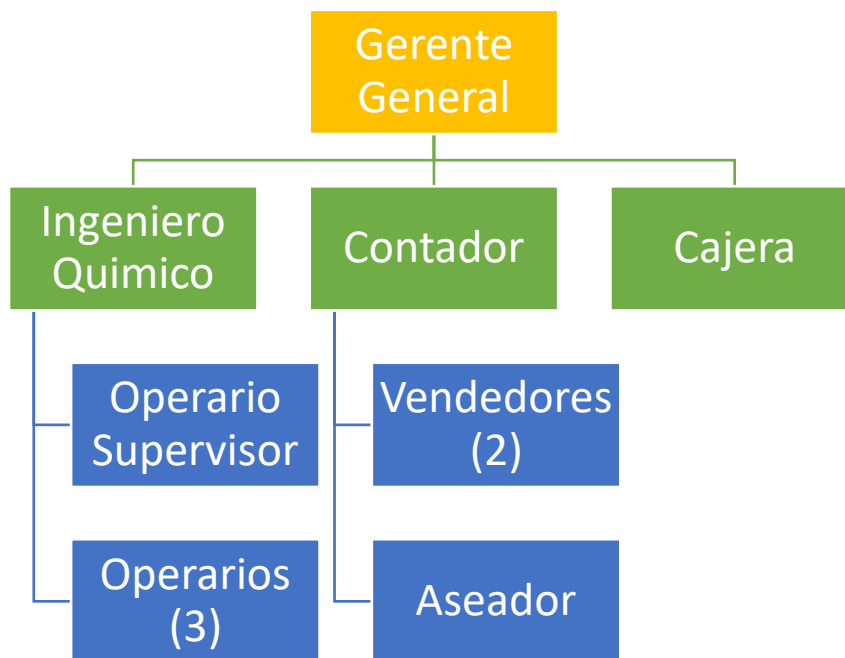 Gerente
General
Ingeniero
Quimico
Contador
Cajera
Operario
Supervisor
Vendedores
(2)
Operarios
(3)
Aseador